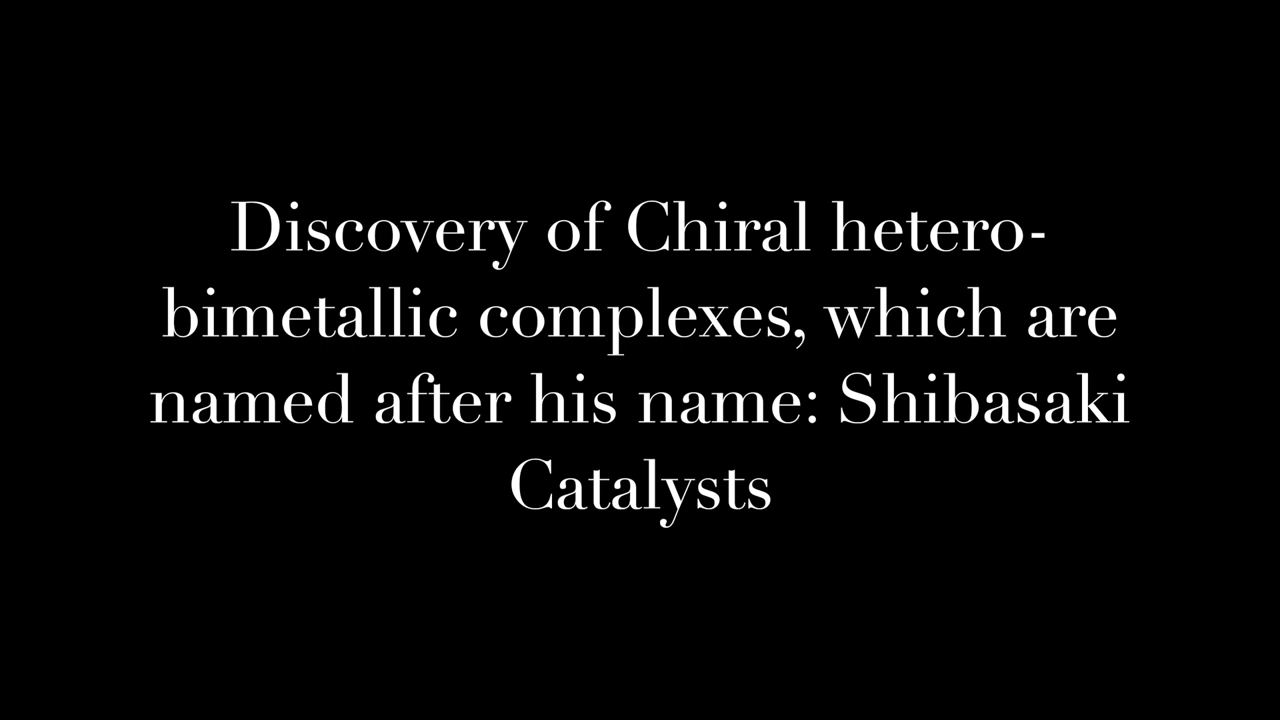 Discovery of Chiral hetero-
bimetallic complexes, which are
named after his name: Shibasaki
Catalysts